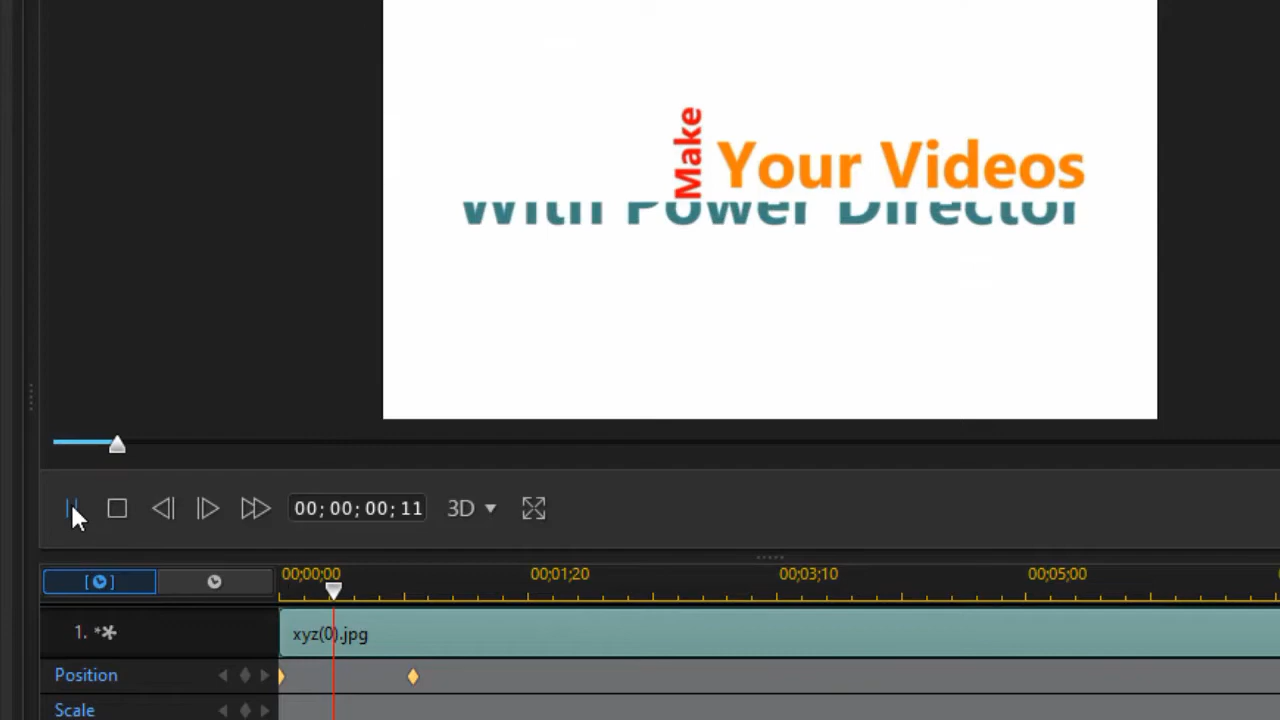 Make
Your Videos
With Power Director
00; 00; 00; 11
3D
00;00;00
00;01;20
00;03;10
00;05;00
1.
xyz(0).jpg
Position
Scale